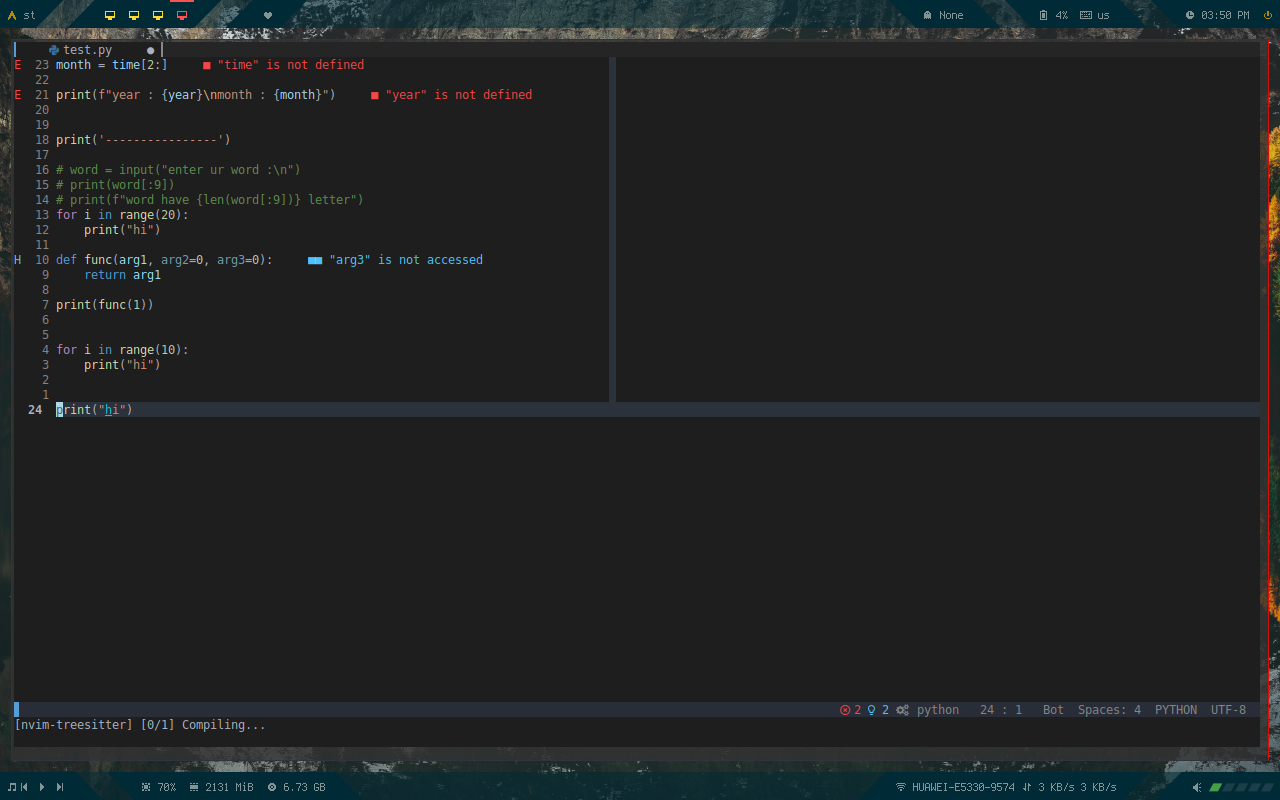 st
None
4%
us
03:50 PM
test.py
E 23 month = time[2:] "time" is not defined
22
E 21 print(f"year : {year}\nmonth : {month}") "year" is not defined
20
19
18 print('----------------')
17
16 # word = input("enter ur word :\n")
15 # print(word[:9])
14 # print(f"word have {len(word[:9])} letter")
13 for i in range(20):
12     print("hi")
11
H 10 def func(arg1, arg2=0, arg3=0): "arg3" is not accessed
9     return arg1
8
7 print(func(1))
6
5
4 for i in range(10):
3     print("hi")
2
1
24 print("hi")
2 2 python 24 : 1 Bot Spaces: 4 PYTHON UTF-8
[nvim-treesitter] [0/1] Compiling...
70%
2131 MiB
6.73 GB
HUAWEI-E5330-9574
3 KB/s 3 KB/s